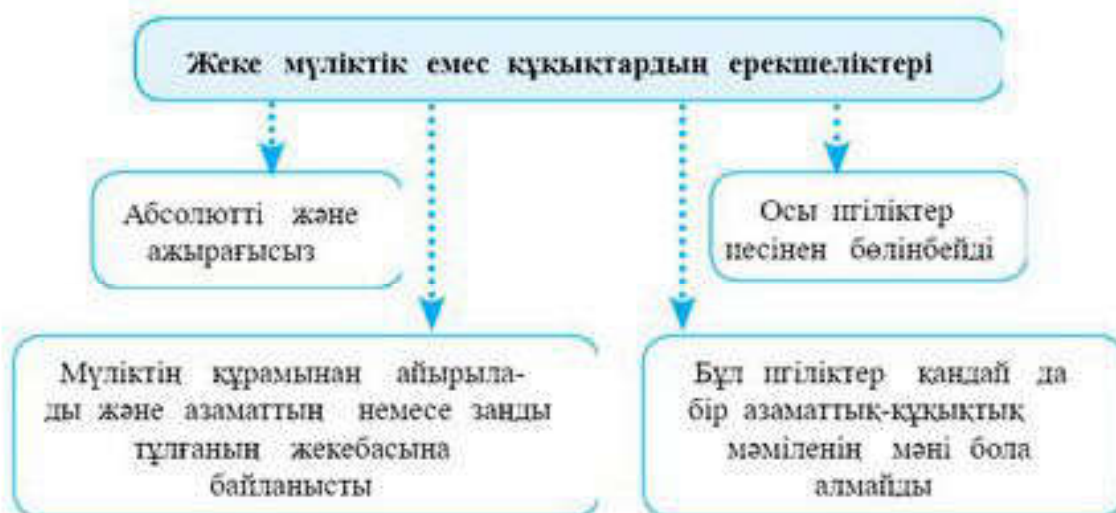 Жеке мүліктік емес құқықтардың ерекшеліктері
Абсолютті және
ажырағысыз
Осы игіліктер
иесінен бөлінбейді
Мүліктің құрамынан айырыла-
ды және азаматтың немесе заңды
тұлғаның жекебасына
байланысты
Бұл игіліктер қандай да
бір азаматтық-құқықтық
мәміленің мәні бола
алмайды